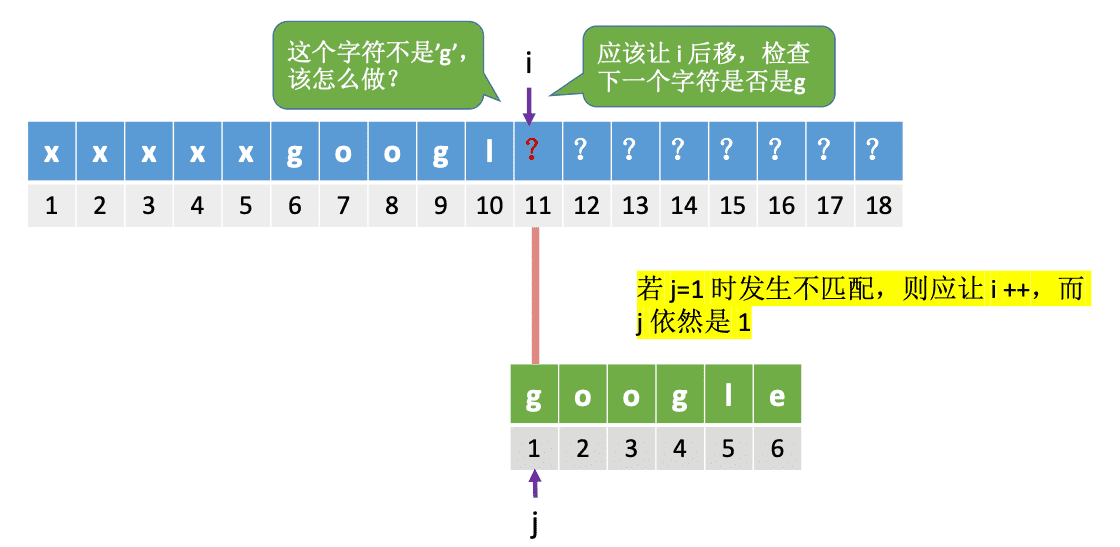 这个字符不是‘g’，
该怎么做？
i
应该让 i 后移，检查
下一个字符是否是g
x x x x x g o o g l ? ? ? ? ? ? ? ?
1 2 3 4 5 6 7 8 9 10 11 12 13 14 15 16 17 18
若 j=1 时发生不匹配，则应让 i ++，而
j 依然是 1
g o o g l e
1 2 3 4 5 6
j